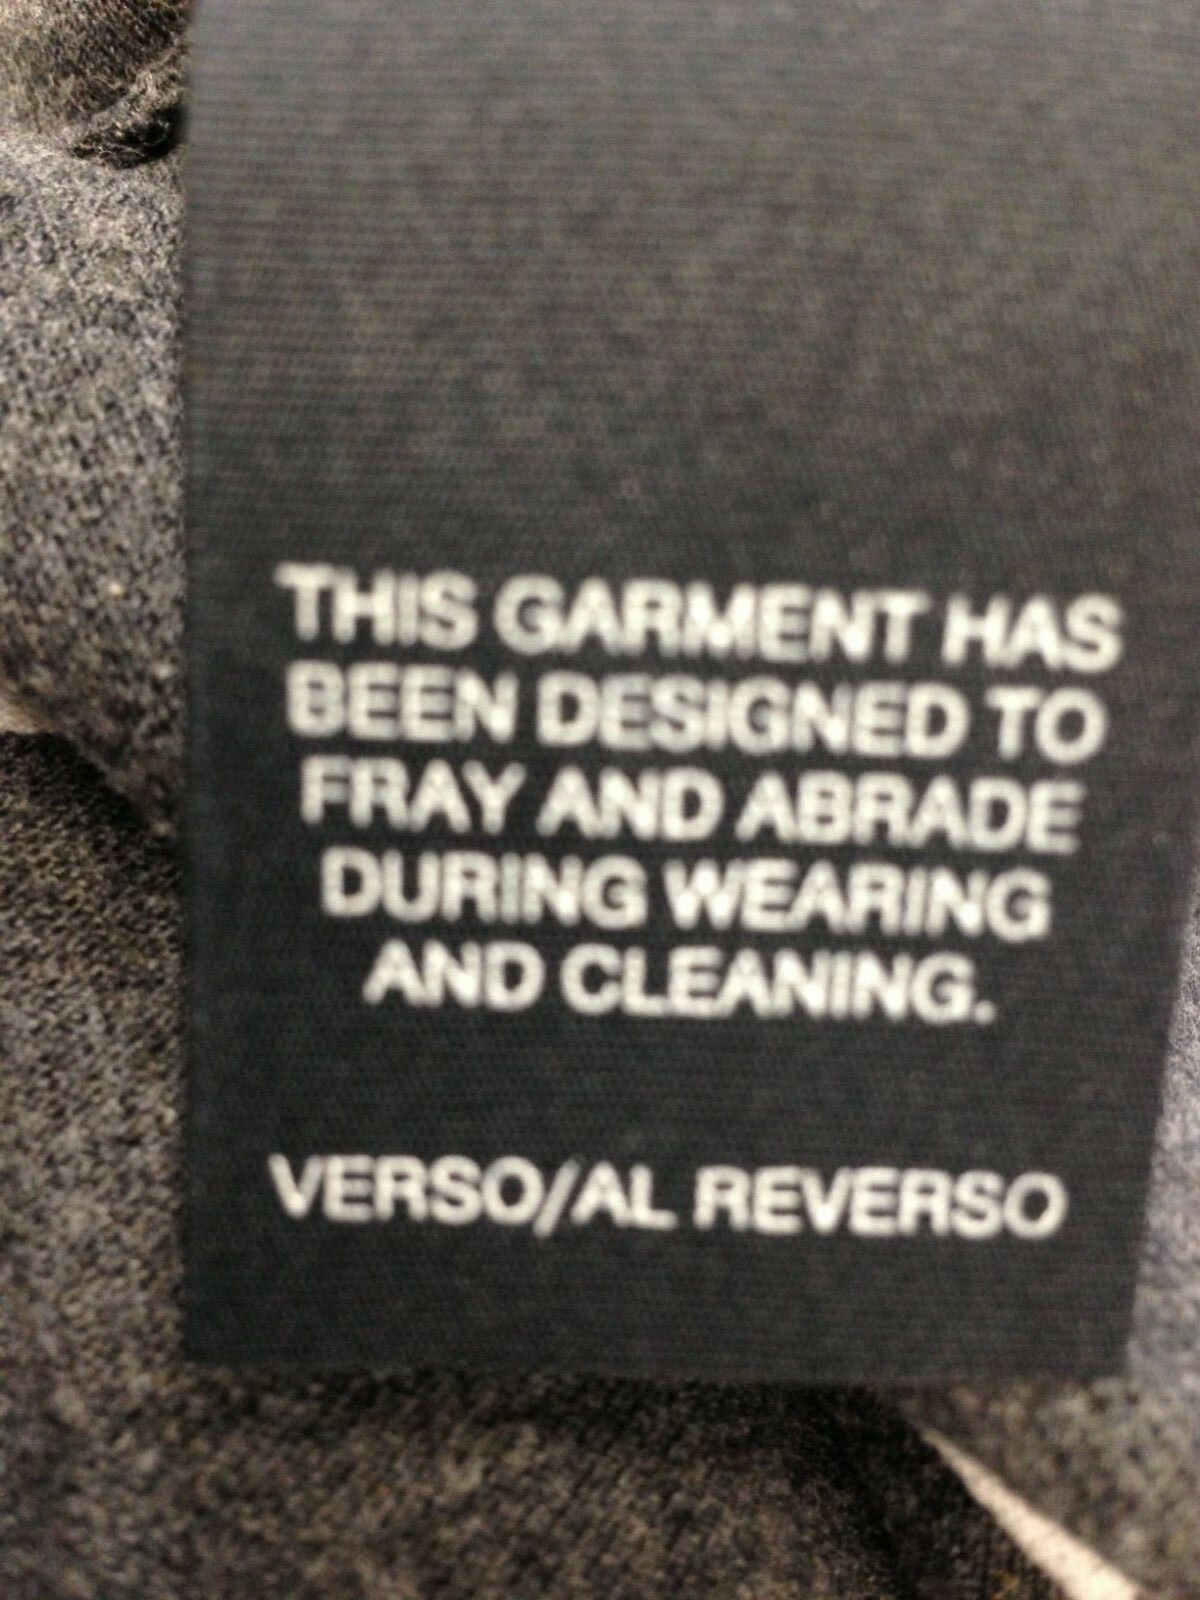 THIS GARMENT HAS
BEEN DESIGNED TO
FRAY AND ABRADE
DURING WEARING
AND CLEANING.
VERSO/AL REVERSO